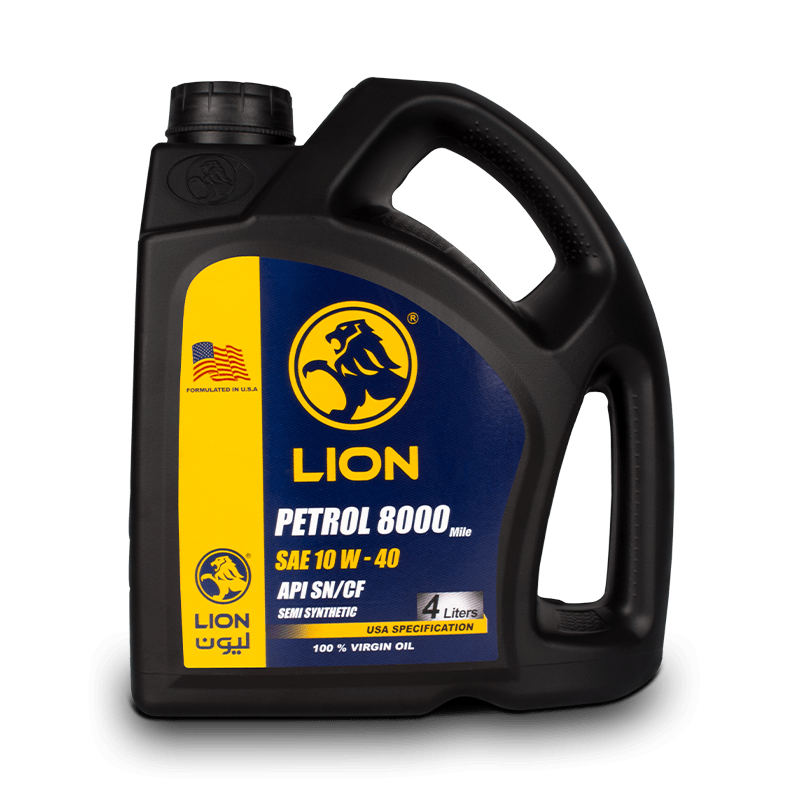 ®
LION
FORMULATED IN U.S.A
PETROL 8000 Mile
SAE 10 W - 40
API SN/CF
SEMI SYNTHETIC
4 Liters
USA SPECIFICATION
100 % VIRGIN OIL
LION
ليون